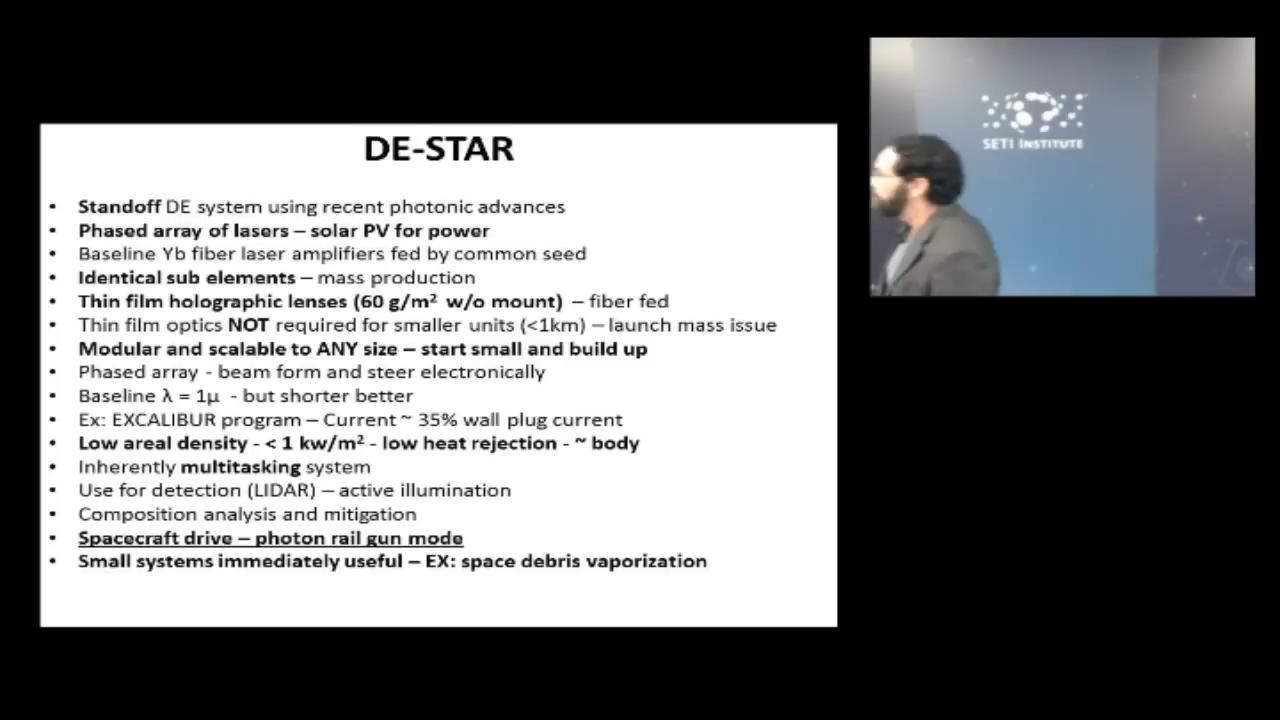 DE-STAR
• Standoff DE system using recent photonic advances
• Phased array of lasers – solar PV for power
• Baseline Yb fiber laser amplifiers fed by common seed
• Identical sub elements – mass production
• Thin film holographic lenses (60 g/m² w/o mount) – fiber fed
• Thin film optics NOT required for smaller units (<1km) – launch mass issue
• Modular and scalable to ANY size – start small and build up
• Phased array - beam form and steer electronically
• Baseline λ = 1μ - but shorter better
• Ex: EXCALIBUR program – Current ~ 35% wall plug current
• Low areal density - < 1 kw/m² - low heat rejection - ~ body
• Inherently multitasking system
• Use for detection (LIDAR) – active illumination
• Composition analysis and mitigation
• Spacecraft drive – photon rail gun mode
• Small systems immediately useful – EX: space debris vaporization
SETI INSTITUTE